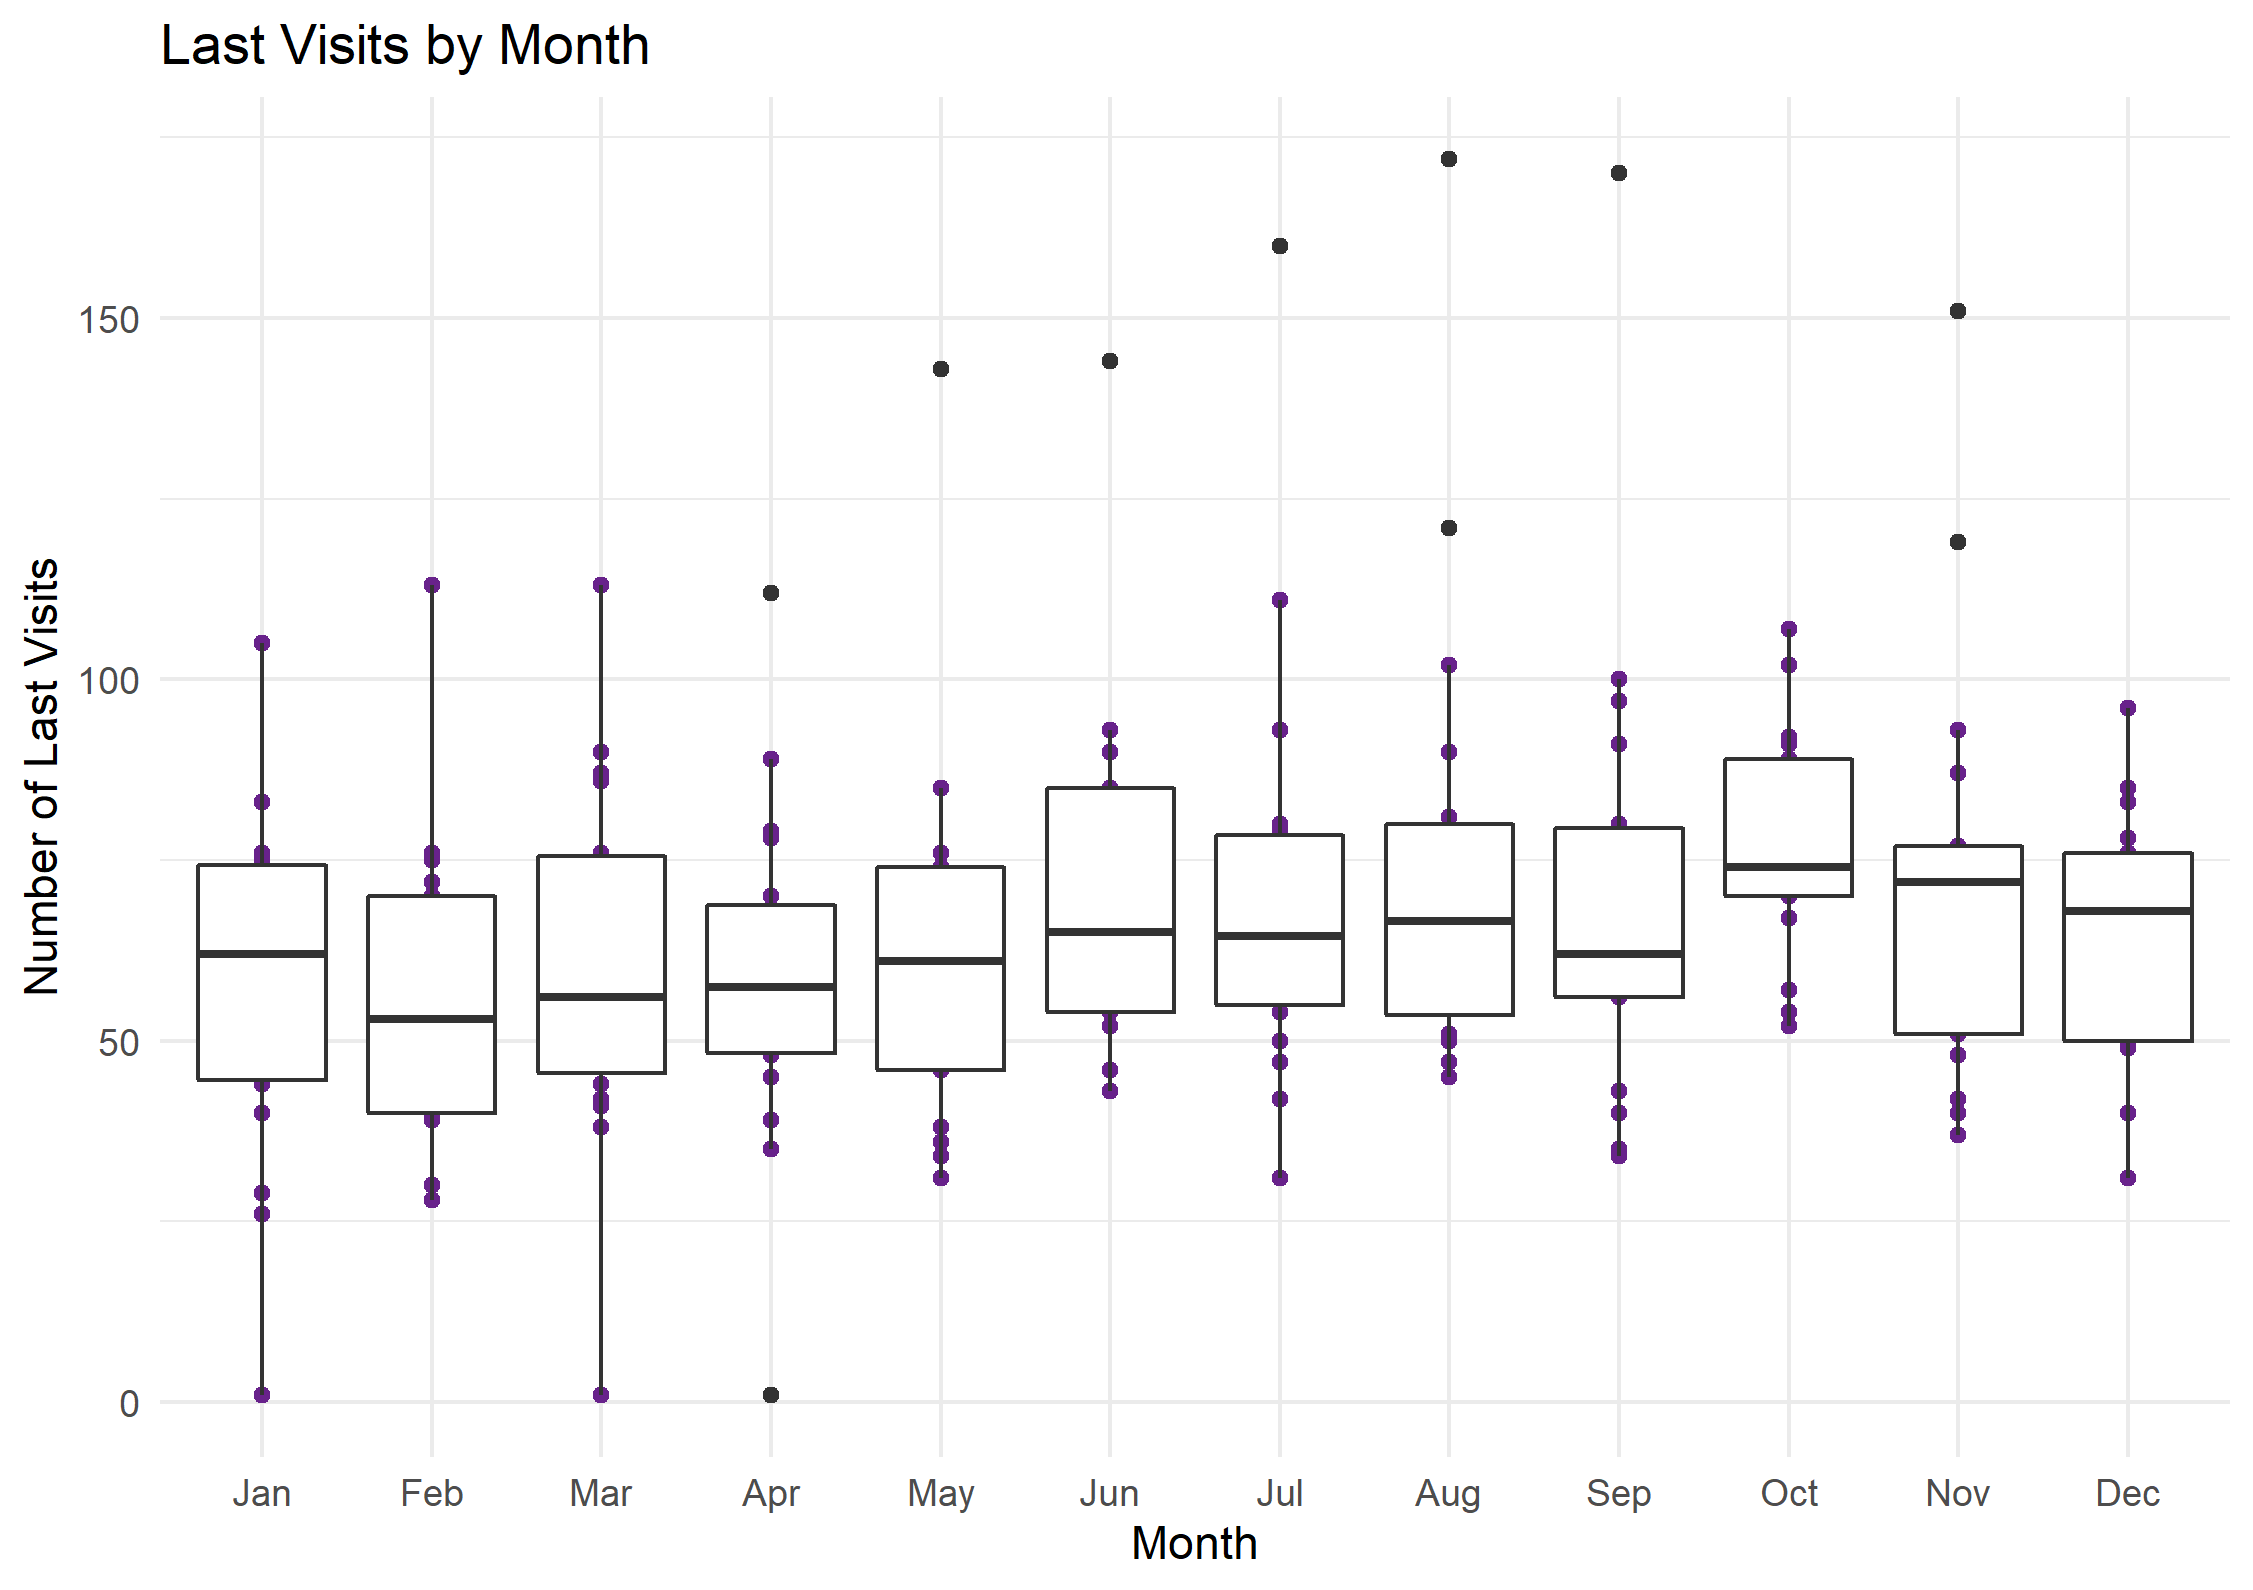 Last Visits by Month
Number of Last Visits
150
100
50
0
Jan Feb Mar Apr May Jun Jul Aug Sep Oct Nov Dec
Month